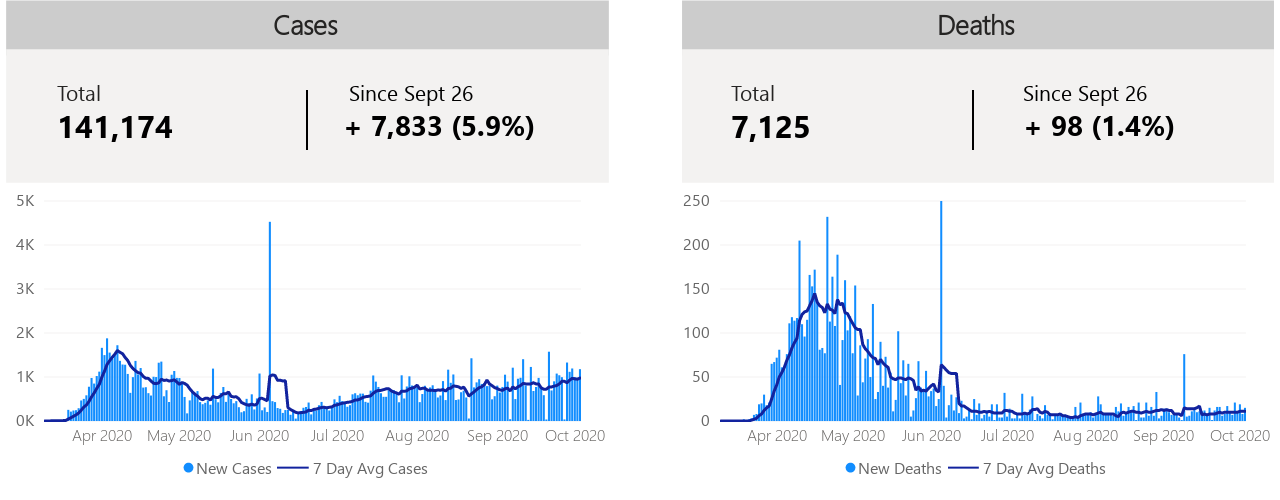 Cases
Total
141,174
Since Sept 26
+ 7,833 (5.9%)
5K
4K
3K
2K
1K
0K
Apr 2020 May 2020 Jun 2020 Jul 2020 Aug 2020 Sep 2020 Oct 2020
New Cases 7 Day Avg Cases
Deaths
Total
7,125
Since Sept 26
+ 98 (1.4%)
250
200
150
100
50
0
Apr 2020 May 2020 Jun 2020 Jul 2020 Aug 2020 Sep 2020 Oct 2020
New Deaths 7 Day Avg Deaths